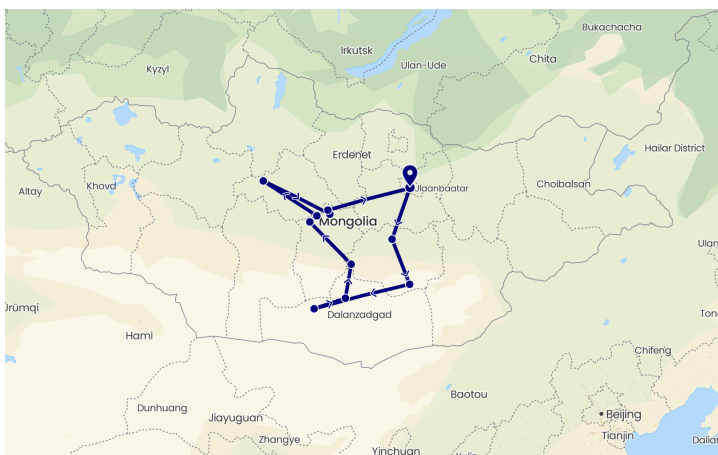 Bukachacha
Irkutsk
Chita
Ulan-Ude
Kyzyl
Hailar District
Erdenet
Choibalsan
Khovd
Altay
Ulaanbaatar
Mongolia
Ulan
Ürümqi
Dalanzadgad
Ton
Hami
Chifeng
Baotou
Dunhuang
Jiayuguan
Beijing
Tianjin
Zhangye
Dalian
Yinchuan